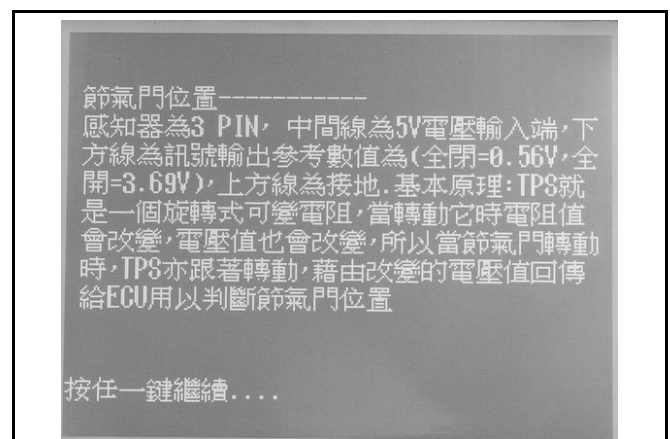 節氣門位置-----------
感知器為3 PIN, 中間線為5V電壓輸入端,下
方線為訊號輸出參考數值為(全閉=0.56V,全
開=3.69V),上方線為接地.基本原理:TPS就
是一個旋轉式可變電阻,當轉動它時電阻值
會改變,電壓值也會改變,所以當節氣門轉動
時,TPS亦跟著轉動,藉由改變的電壓值回傳
給ECU用以判斷節氣門位置
按任一鍵繼續....